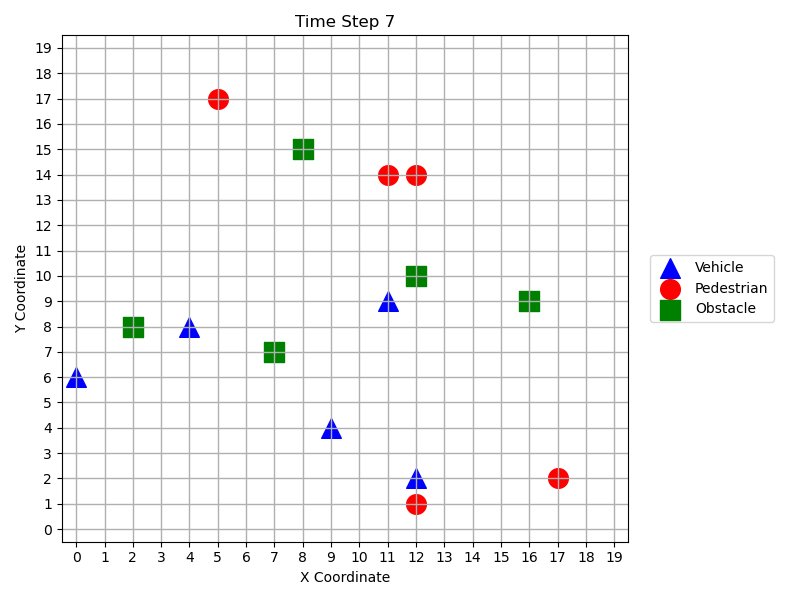 Time Step 7
Y Coordinate
19
18
17
16
15
14
13
12
11
10
9
8
7
6
5
4
3
2
1
0
0 1 2 3 4 5 6 7 8 9 10 11 12 13 14 15 16 17 18 19
X Coordinate
Vehicle
Pedestrian
Obstacle